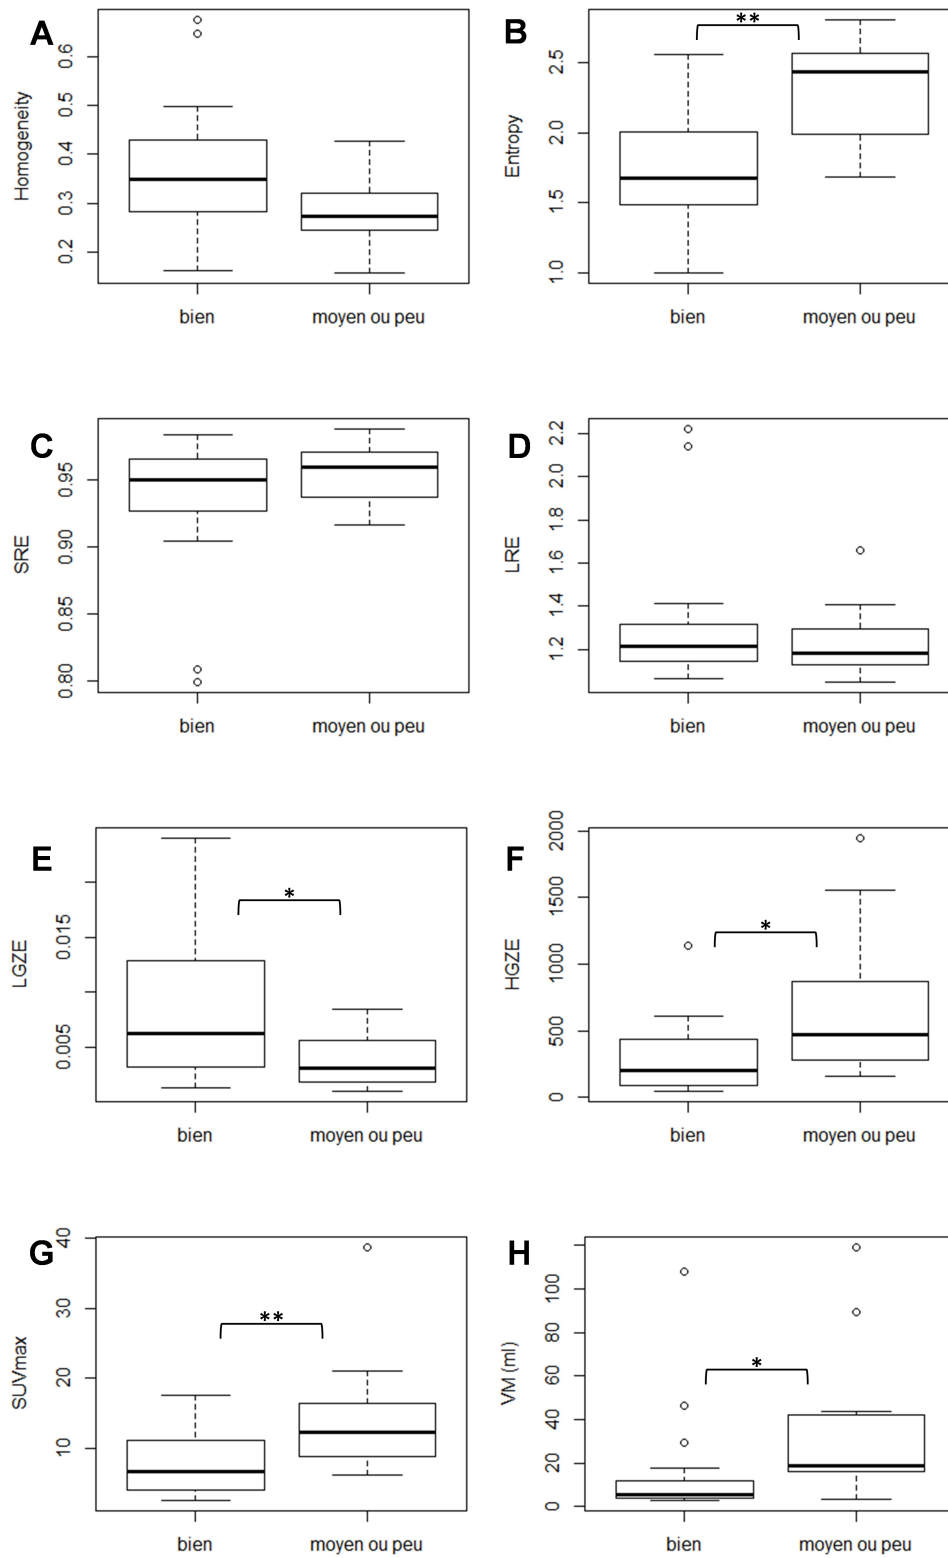 A
Homogeneity
0.6
0.5
0.4
0.3
0.2
bien
moyen ou peu
B
Entropy
2.5
2.0
1.5
1.0
**
bien
moyen ou peu
C
SRE
0.95
0.90
0.85
0.80
bien
moyen ou peu
D
LRE
2.2
2.0
1.8
1.6
1.4
1.2
bien
moyen ou peu
E
LGZE
0.015
0.005
*
bien
moyen ou peu
F
HGZE
2000
1500
1000
500
0
*
bien
moyen ou peu
G
SUVmax
40
30
20
10
**
bien
moyen ou peu
H
VM (ml)
100
80
60
40
20
0
*
bien
moyen ou peu